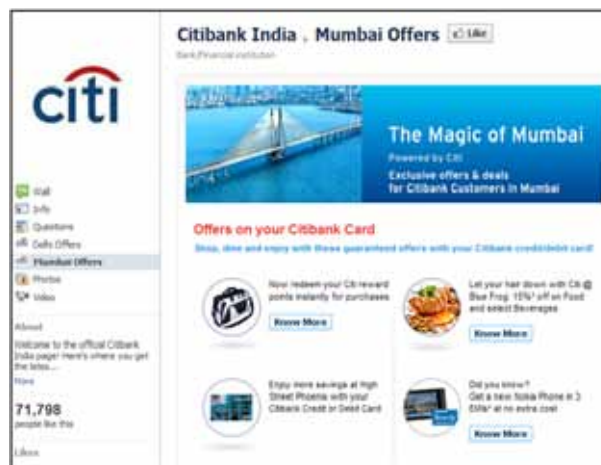 Citibank India . Mumbai Offers Like
Bank/Financial institution
citi
Wall
Info
Questions
Delhi Offers
Mumbai Offers
Photos
Video
About
Welcome to the official Citibank
India page! Here's where you get
the latest...
More
71,798
people like this
Likes
The Magic of Mumbai
Powered by Citi
Exclusive offers & deals
for Citibank Customers in Mumbai
Offers on your Citibank Card
Shop, dine and enjoy with these guaranteed offers with your Citibank credit/debit card!
Now redeem your Citi reward
points instantly for purchases
Know More
Let your hair down with Citi @
Blue Frog: 15%* off on Food
and select Beverages
Know More
Enjoy more savings at High
Street Phoenix with your
Citibank Credit or Debit Card
Did you know?
Get a new Nokia Phone in 3
EMIs* at no extra cost
Know More